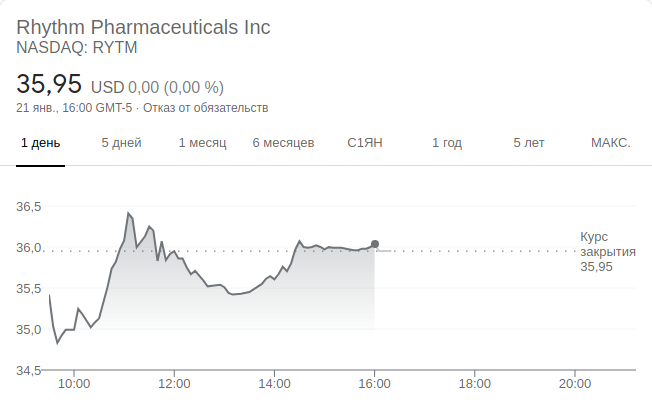 Rhythm Pharmaceuticals Inc
NASDAQ: RYTM
35,95 USD 0,00 (0,00 %)
21 янв., 16:00 GMT-5 · Отказ от обязательств
1 день 5 дней 1 месяц 6 месяцев С1ЯН 1 год 5 лет МАКС.
36,5
36,0
35,5
35,0
34,5
Курс
закрытия
35,95
10:00 12:00 14:00 16:00 18:00 20:00